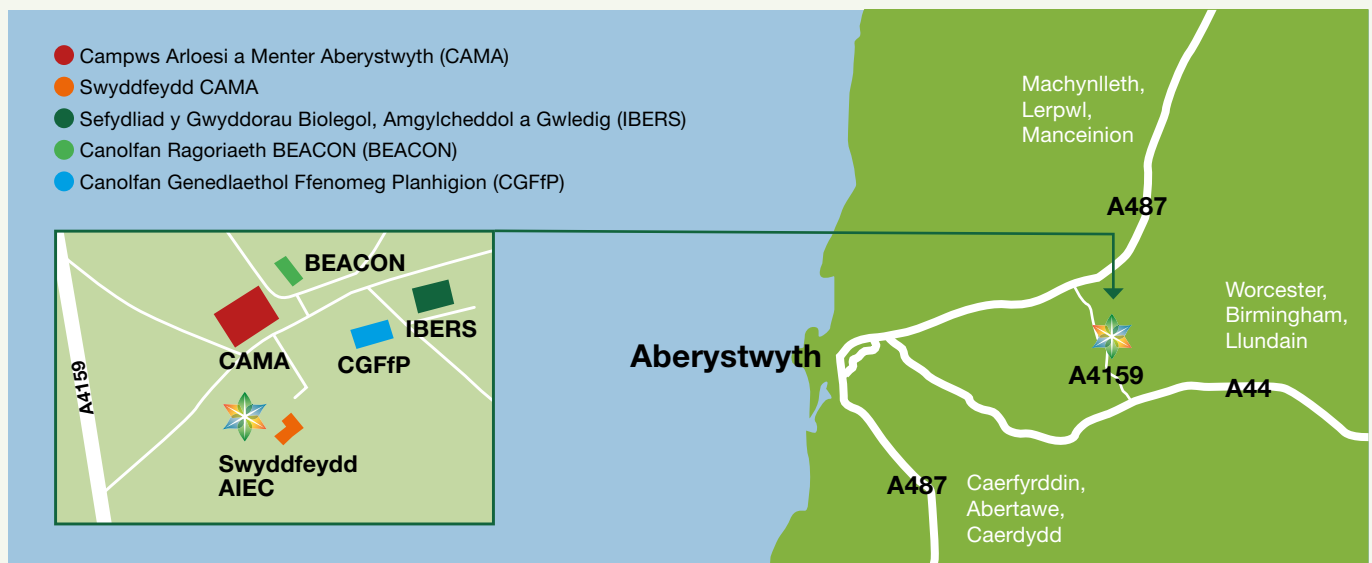 Campws Arloesi a Menter Aberystwyth (CAMA)
Swyddfeydd CAMA
Sefydliad y Gwyddorau Biolegol, Amgylcheddol a Gwledig (IBERS)
Canolfan Ragoriaeth BEACON (BEACON)
Canolfan Genedlaethol Ffenomeg Planhigion (CGFfP)
BEACON
IBERS
CAMA
CGFfP
A4159
Swyddfeydd
AIEC
Machynlleth,
Lerpwl,
Manceinion
A487
Worcester,
Birmingham,
Llundain
Aberystwyth
A4159
A44
A487
Caerfyrddin,
Abertawe,
Caerdydd